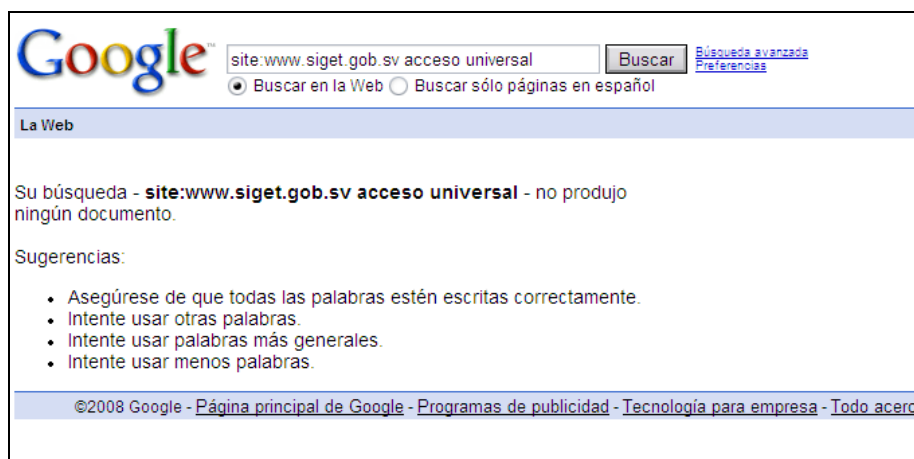 Google™
site:www.siget.gob.sv acceso universal
Buscar
Búsqueda avanzada
Preferencias
Buscar en la Web Buscar sólo páginas en español
La Web
Su búsqueda - site:www.siget.gob.sv acceso universal - no produjo
ningún documento.
Sugerencias:
• Asegúrese de que todas las palabras estén escritas correctamente.
• Intente usar otras palabras.
• Intente usar palabras más generales.
• Intente usar menos palabras.
©2008 Google - Página principal de Google - Programas de publicidad - Tecnología para empresa - Todo acerc